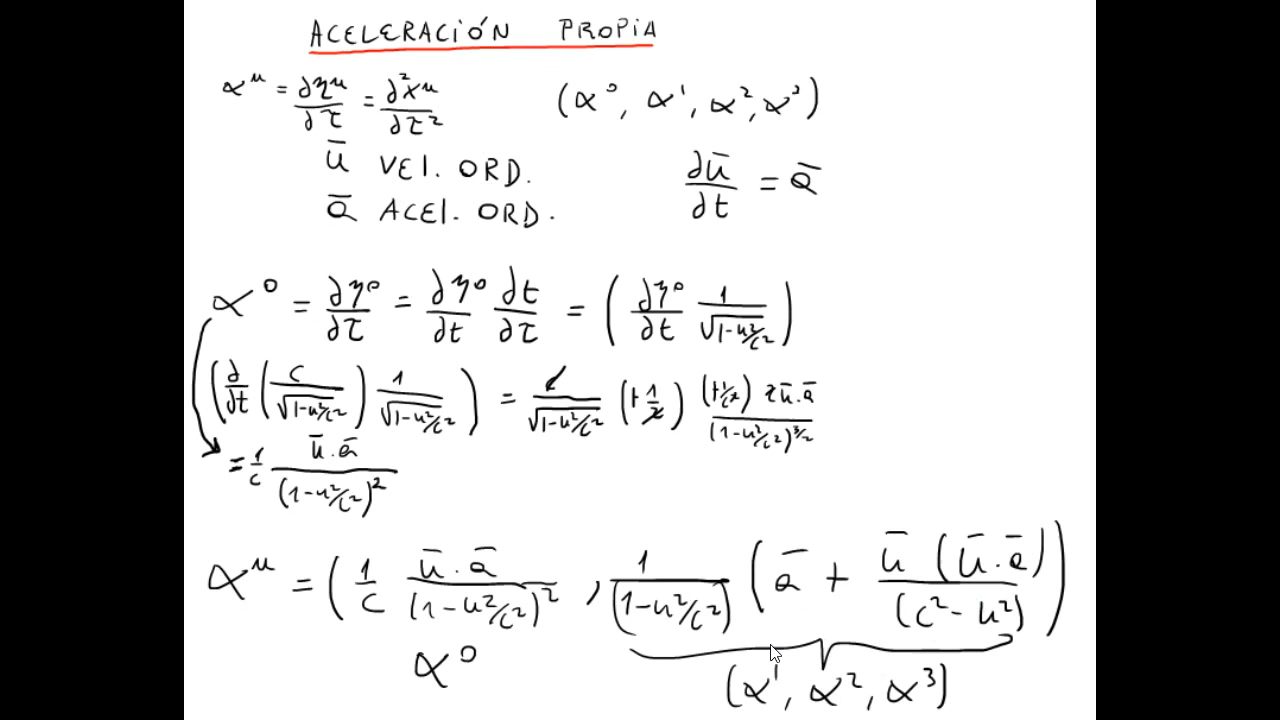 ACELERACIÓN PROPIA
α^μ = ∂η^μ/∂τ = ∂²x^μ/∂τ² (α⁰, α¹, α², α³)
ū VEl. ORD. ∂ū/∂t = ā
ā ACEl. ORD.
α⁰ = ∂η⁰/∂τ = ∂η⁰/∂t ∂t/∂τ = (∂η⁰/∂t 1/√(1-u²/c²))
(∂/∂t (c/√(1-u²/c²)) 1/√(1-u²/c²)) = c/√(1-u²/c²) (+1/2) (+1/c²) 2ū.ā/(1-u²/c²)^(3/2)
= 1/c ū.ā/(1-u²/c²)²
α^μ = (1/c ū.ā/(1-u²/c²)², 1/(1-u²/c²) (ā + ū(ū.ā)/(c²-u²)))
α⁰ (α¹, α², α³)